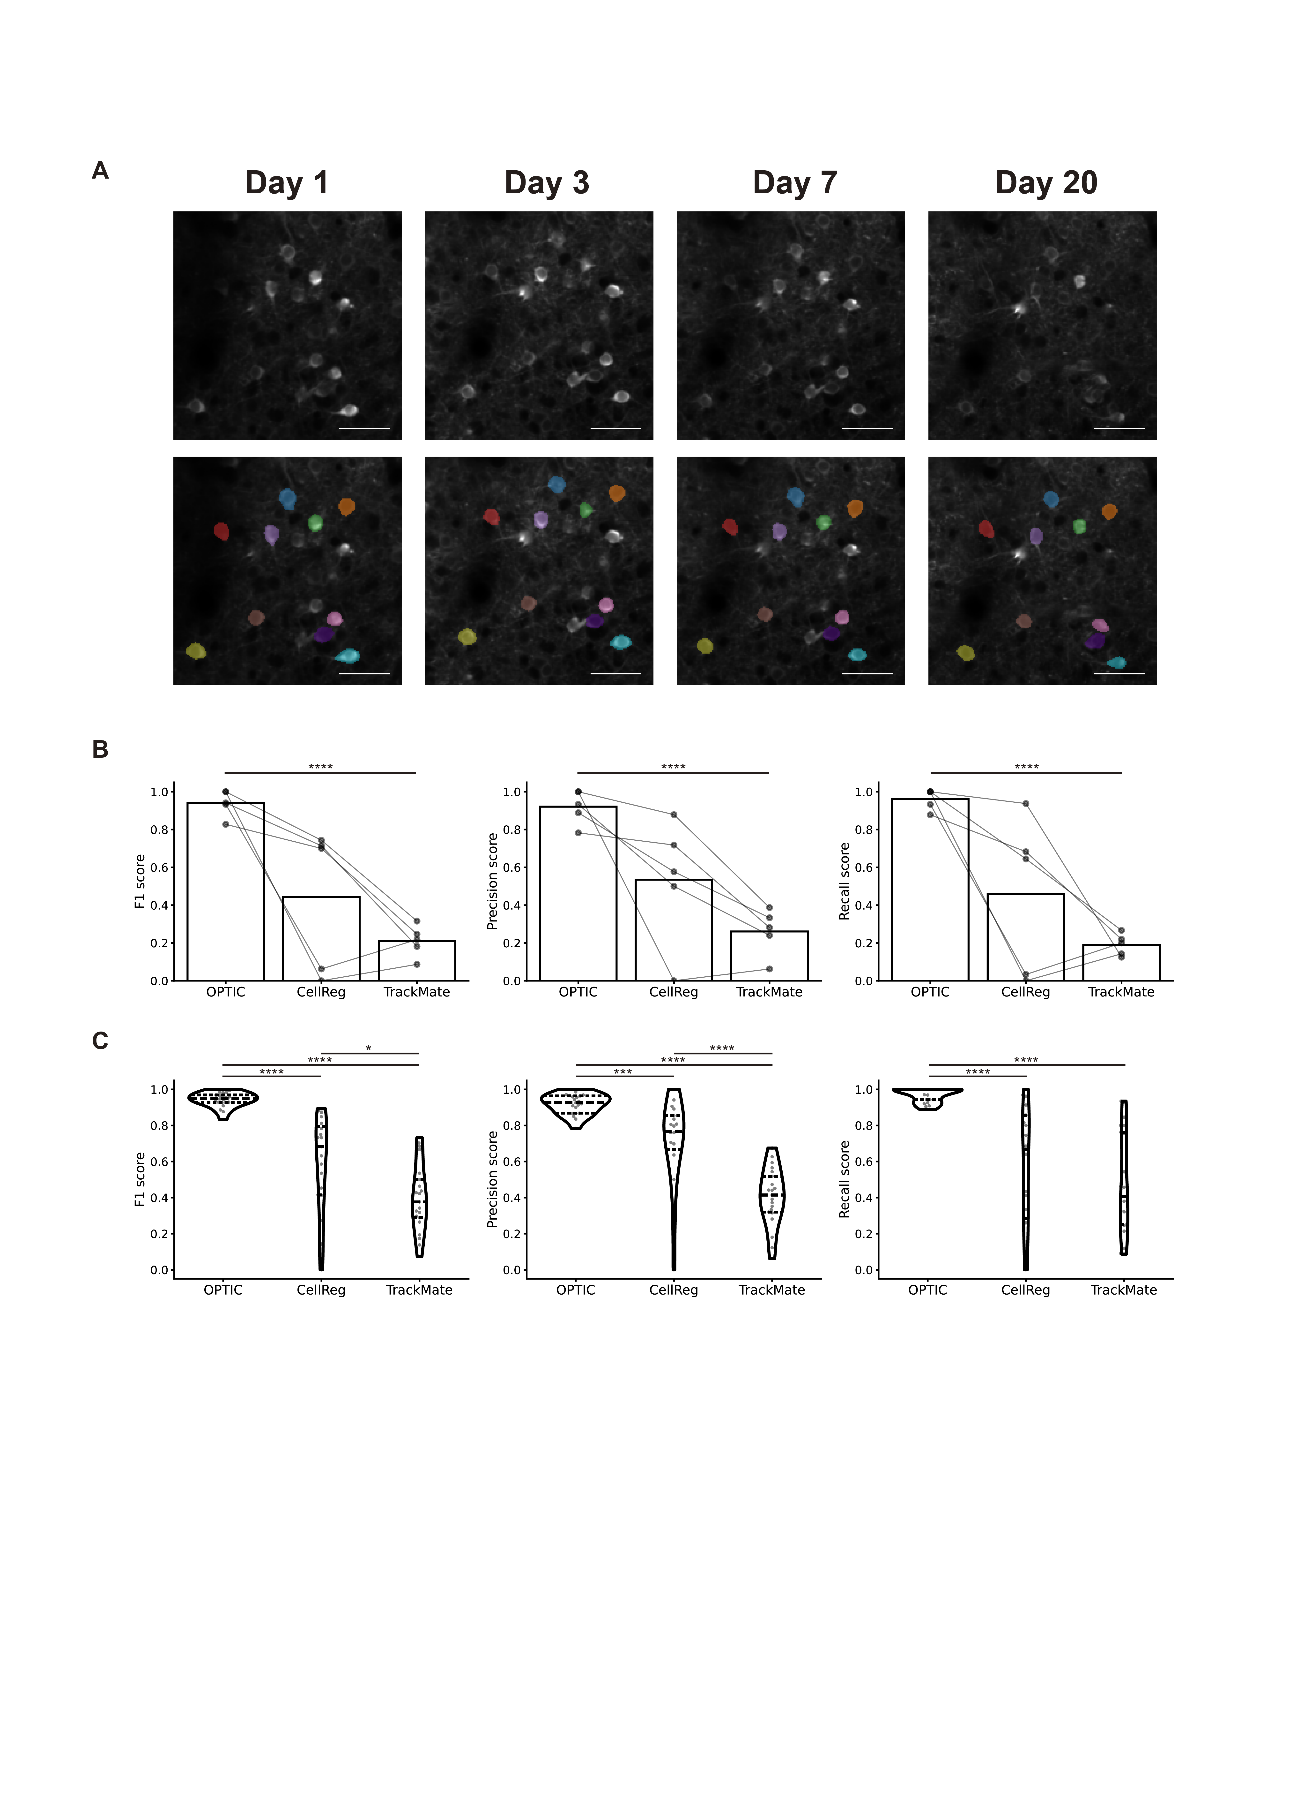 A
Day 1 Day 3 Day 7 Day 20
B
**** **** ****
F1 score Precision score Recall score
1.0 1.0 1.0
0.8 0.8 0.8
0.6 0.6 0.6
0.4 0.4 0.4
0.2 0.2 0.2
0.0 0.0 0.0
OPTIC CellReg TrackMate OPTIC CellReg TrackMate OPTIC CellReg TrackMate
C
* ****
**** **** ****
**** *** ****
F1 score Precision score Recall score
1.0 1.0 1.0
0.8 0.8 0.8
0.6 0.6 0.6
0.4 0.4 0.4
0.2 0.2 0.2
0.0 0.0 0.0
OPTIC CellReg TrackMate OPTIC CellReg TrackMate OPTIC CellReg TrackMate